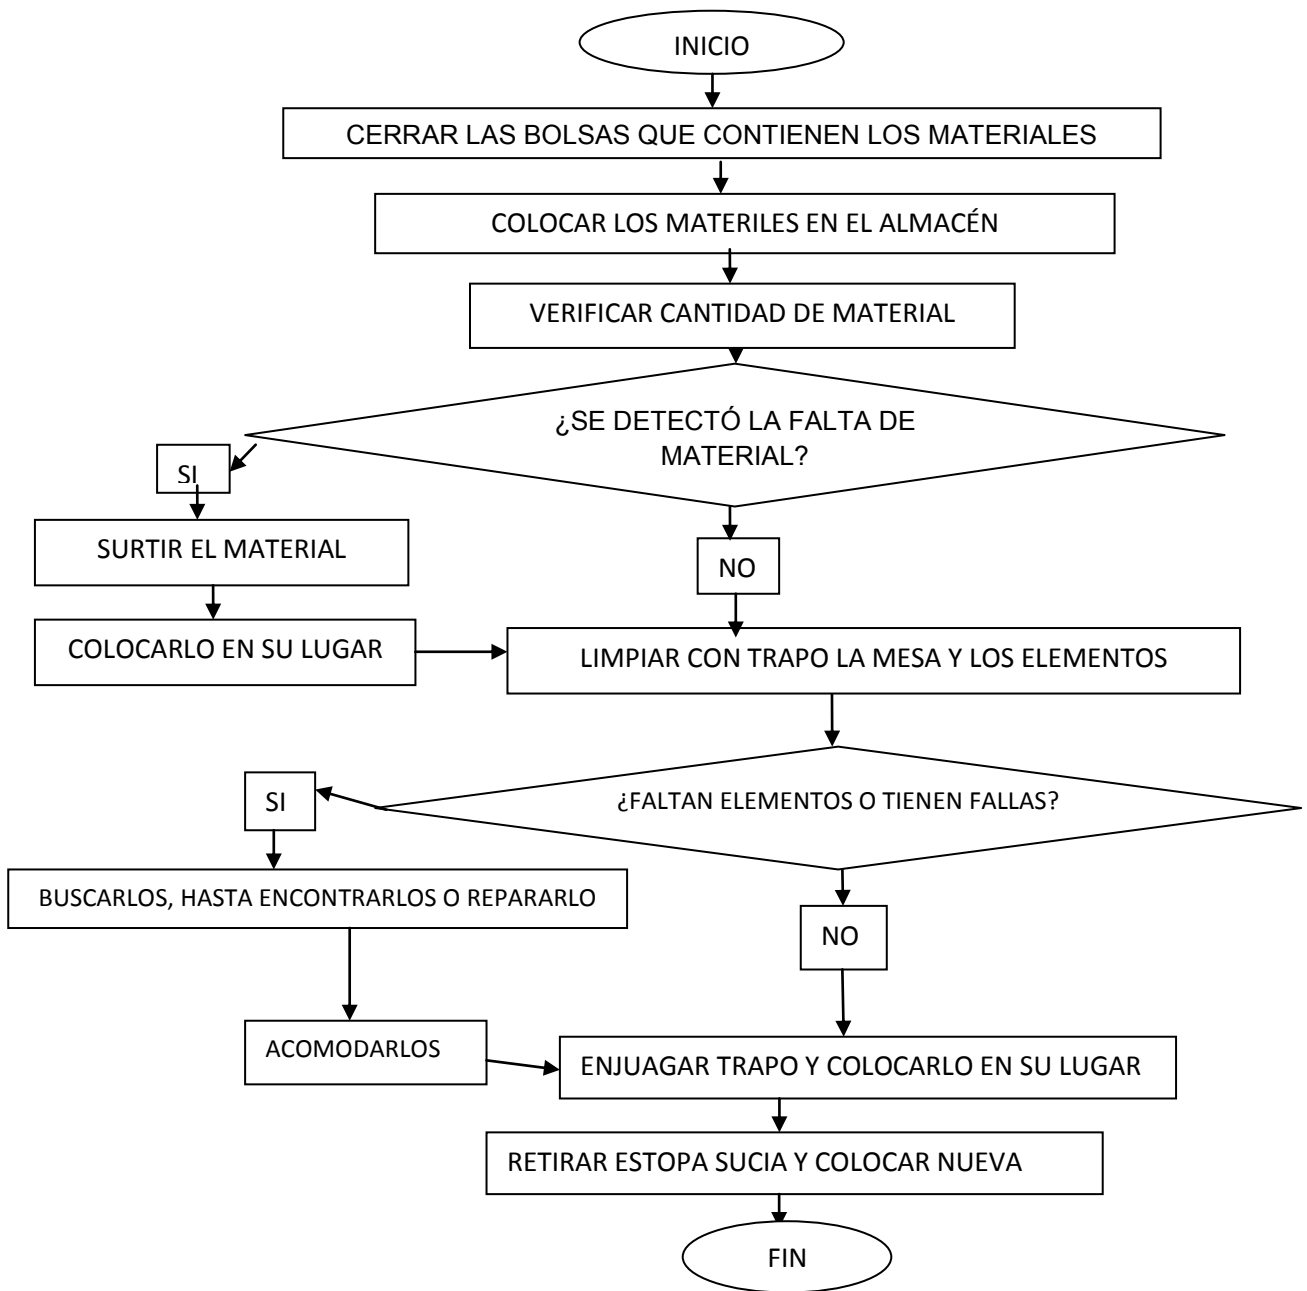 INICIO
CERRAR LAS BOLSAS QUE CONTIENEN LOS MATERIALES
COLOCAR LOS MATERILES EN EL ALMACÉN
VERIFICAR CANTIDAD DE MATERIAL
¿SE DETECTÓ LA FALTA DE
MATERIAL?
SI
SURTIR EL MATERIAL
NO
COLOCARLO EN SU LUGAR
LIMPIAR CON TRAPO LA MESA Y LOS ELEMENTOS
¿FALTAN ELEMENTOS O TIENEN FALLAS?
SI
BUSCARLOS, HASTA ENCONTRARLOS O REPARARLO
NO
ACOMODARLOS
ENJUAGAR TRAPO Y COLOCARLO EN SU LUGAR
RETIRAR ESTOPA SUCIA Y COLOCAR NUEVA
FIN